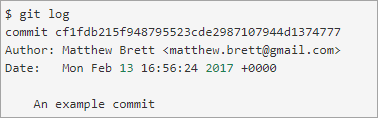 $ git log
commit cf1fdb215f948795523cde2987107944d1374777
Author: Matthew Brett <matthew.brett@gmail.com>
Date:   Mon Feb 13 16:56:24 2017 +0000

    An example commit